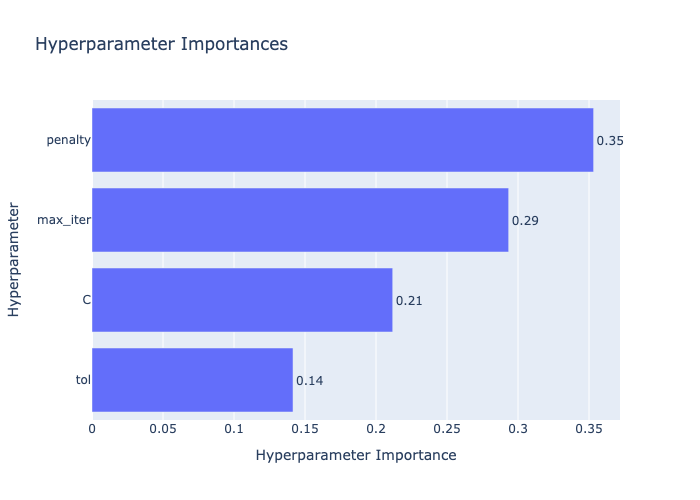 Hyperparameter Importances
Hyperparameter
penalty
0.35
max_iter
0.29
C
0.21
tol
0.14
0 0.05 0.1 0.15 0.2 0.25 0.3 0.35
Hyperparameter Importance